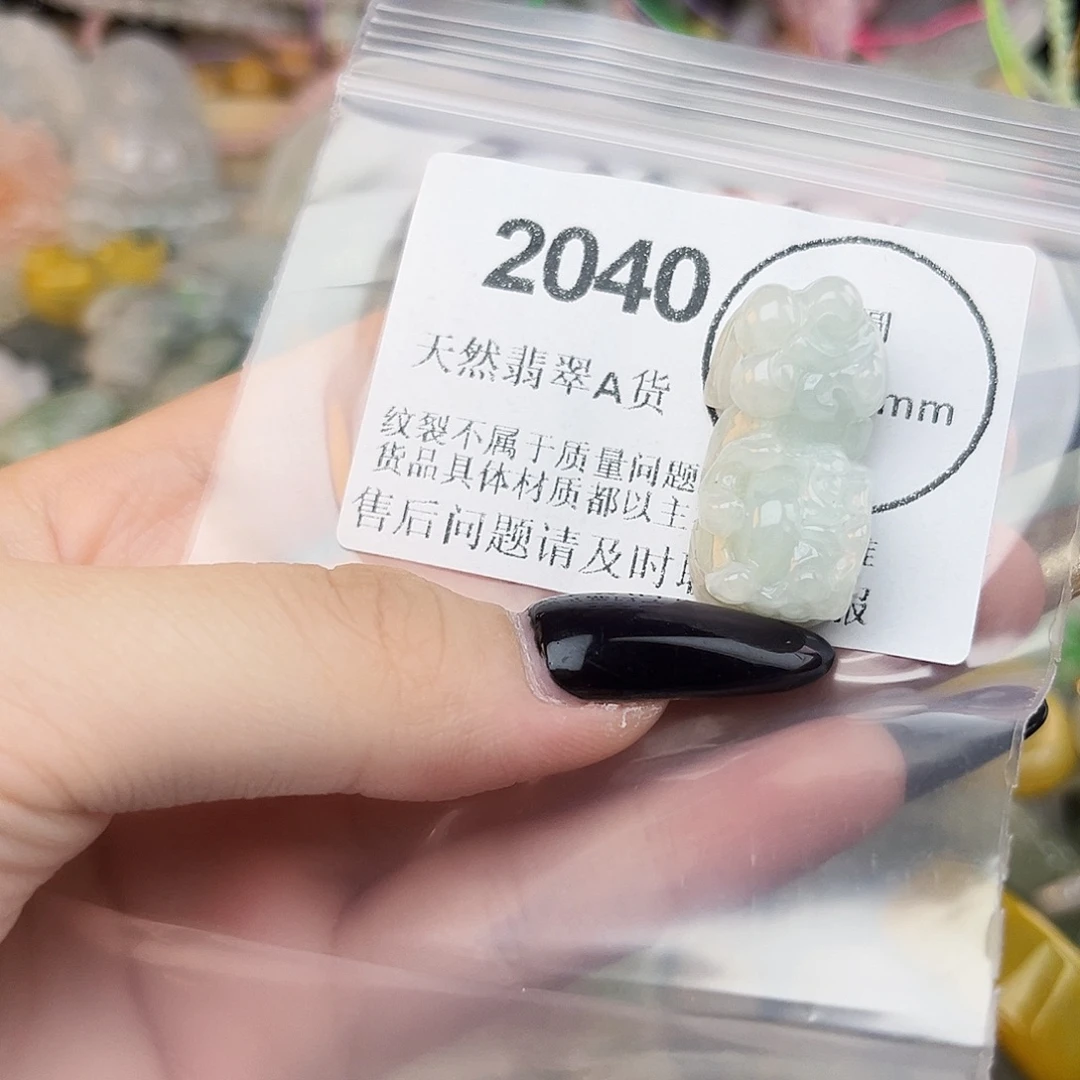 2040
mm
天然翡翠A货
纹裂不属于质量问题
货品具体材质都以主
售后问题请及时